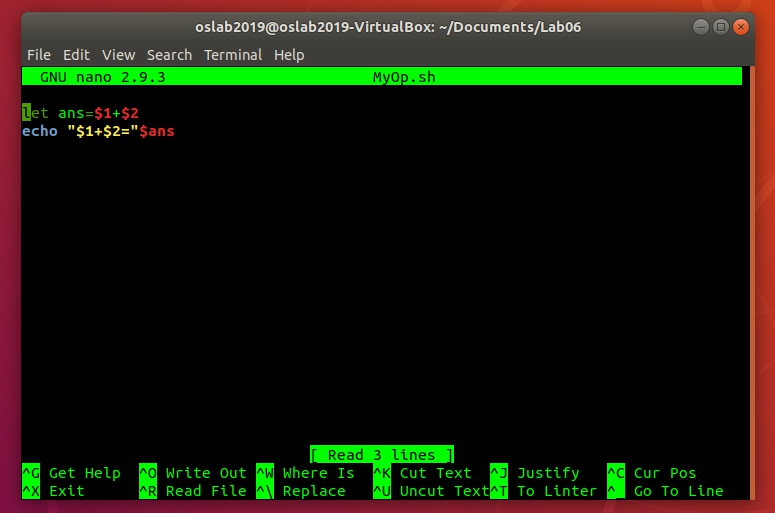 oslab2019@oslab2019-VirtualBox: ~/Documents/Lab06
File Edit View Search Terminal Help
GNU nano 2.9.3 MyOp.sh
let ans=$1+$2
echo "$1+$2="$ans
[ Read 3 lines ]
^G Get Help ^O Write Out ^W Where Is ^K Cut Text ^J Justify ^C Cur Pos
^X Exit ^R Read File ^\ Replace ^U Uncut Text ^T To Linter ^_ Go To Line